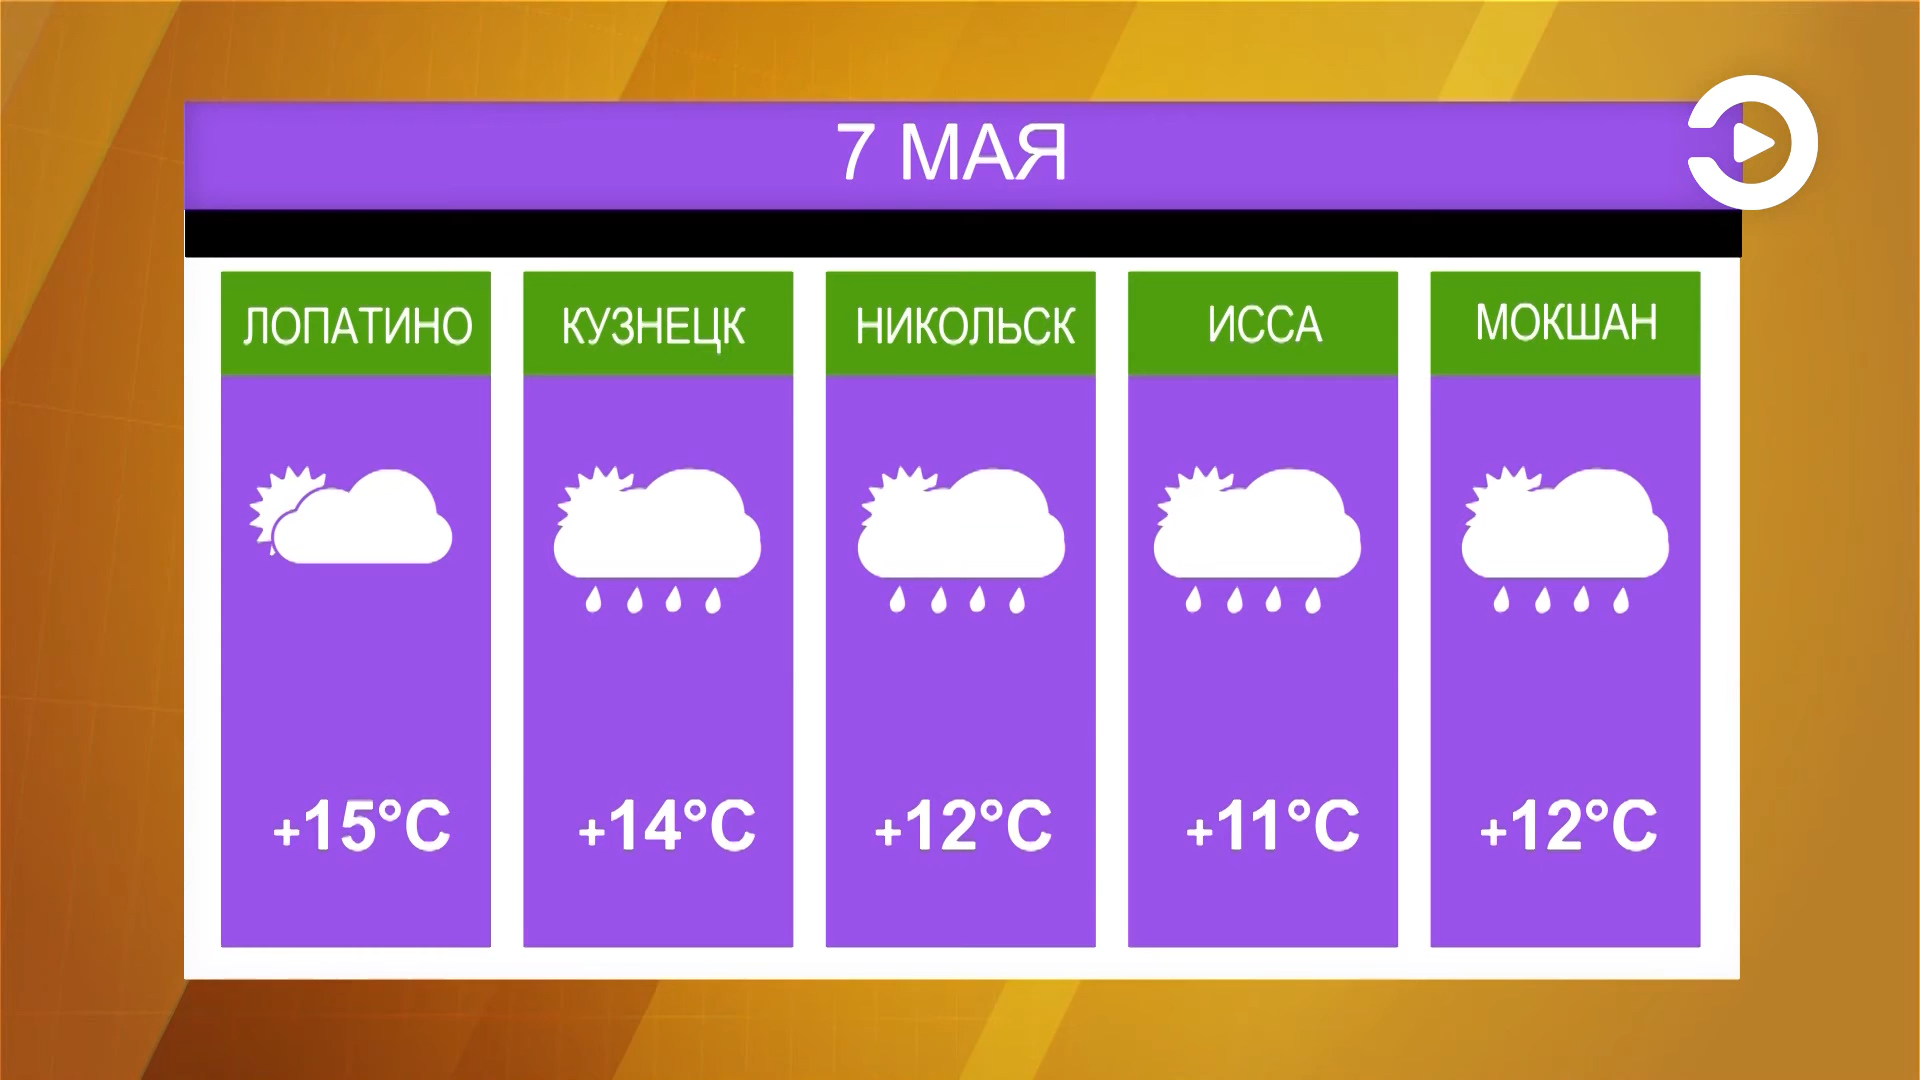 7 МАЯ
ЛОПАТИНО
КУЗНЕЦК
НИКОЛЬСК
ИССА
МОКШАН
+15°C
+14°C
+12°C
+11°C
+12°C